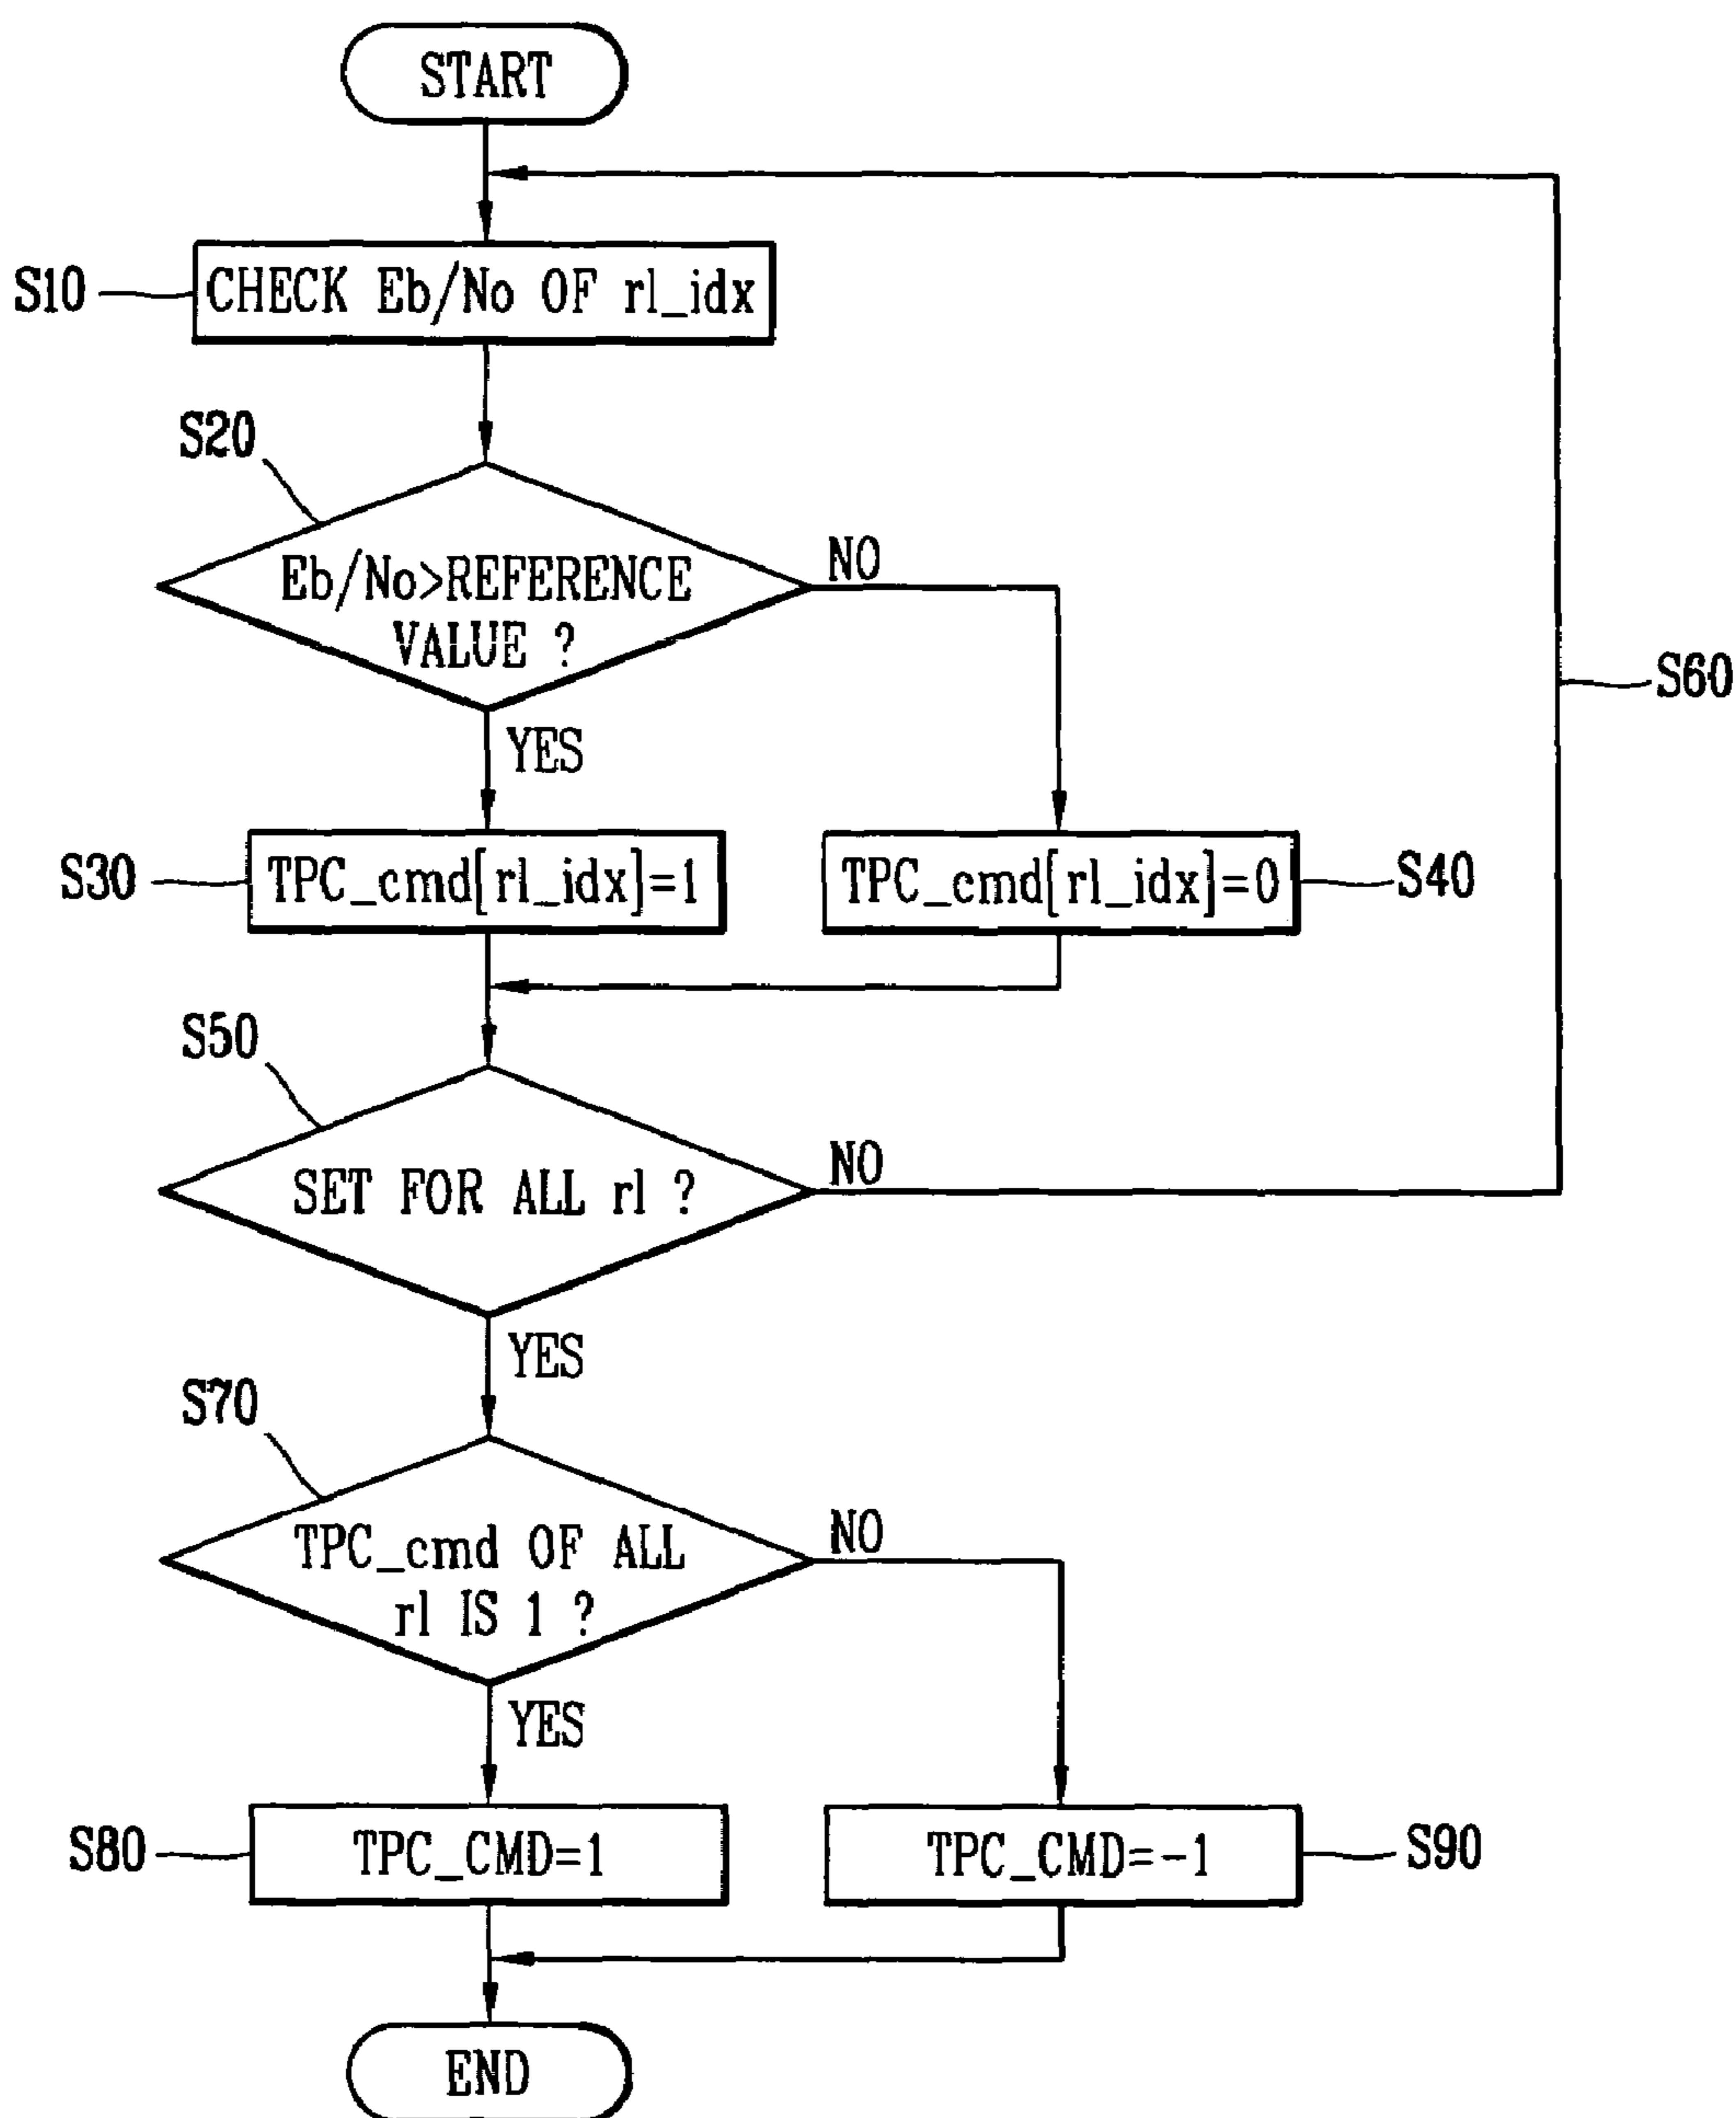 START
S10
CHECK Eb/No OF rl_idx
S20
Eb/No>REFERENCE
VALUE ?
NO
S60
YES
S30
TPC_cmd[rl_idx]=1
TPC_cmd[rl_idx]=0
S40
S50
SET FOR ALL rl ?
NO
YES
S70
TPC_cmd OF ALL
rl IS 1 ?
NO
YES
S80
TPC_CMD=1
TPC_CMD=-1
S90
END